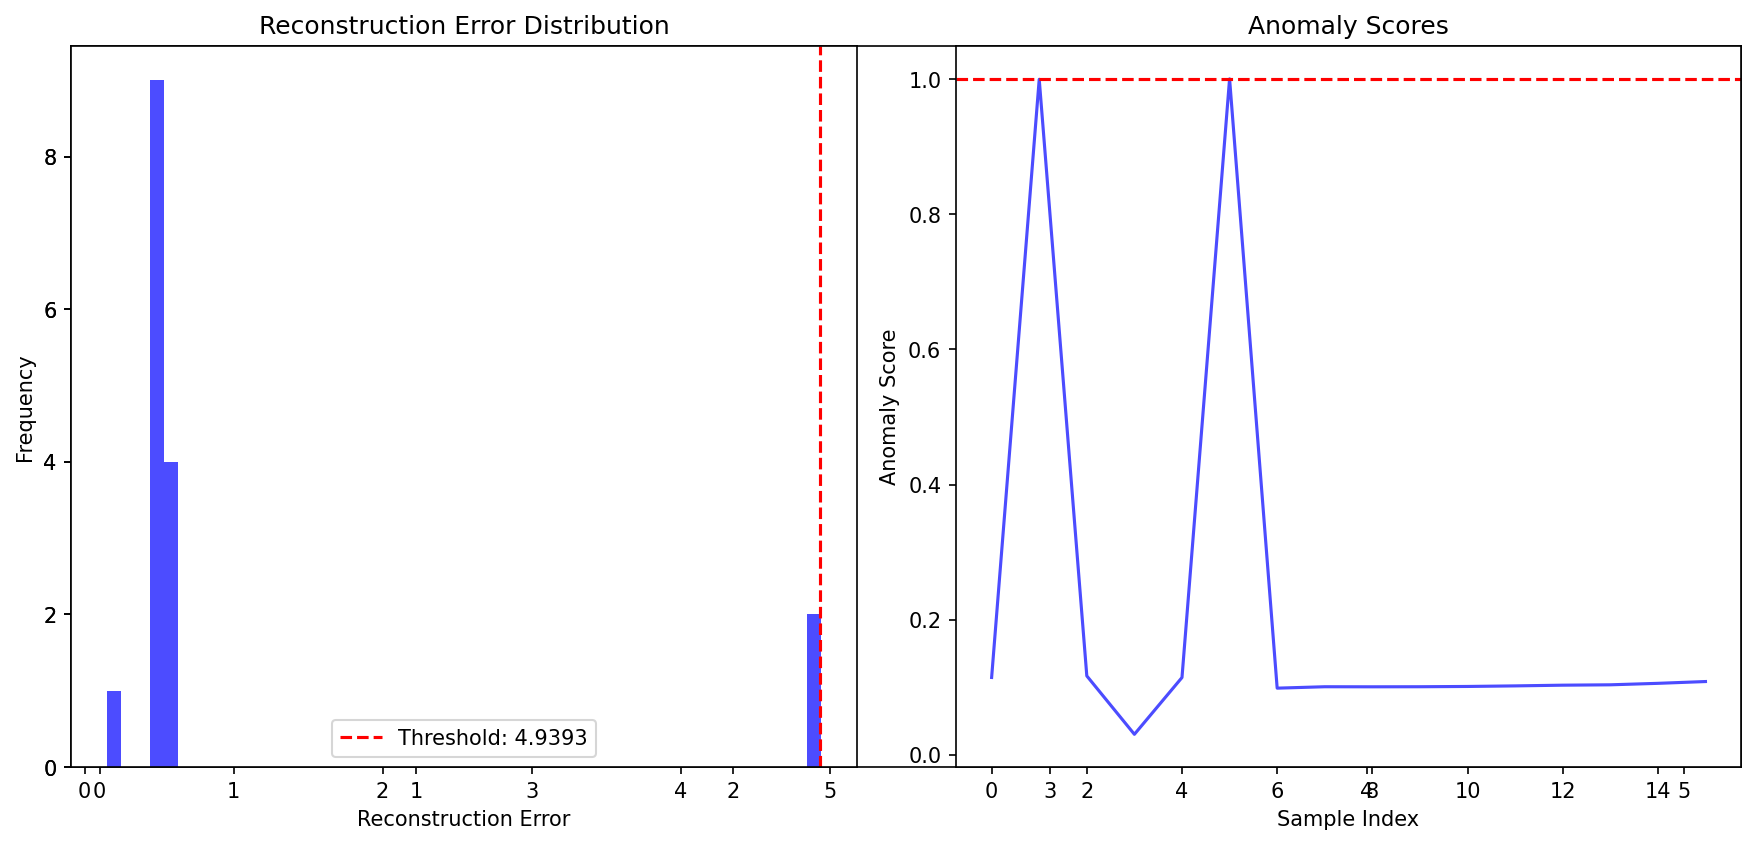 Reconstruction Error Distribution
Anomaly Scores
8
6
4
2
0
Frequency
Threshold: 4.9393
0 0 1 2 1 3 4 2 5
Reconstruction Error
1.0
0.8
0.6
0.4
0.2
0.0
Anomaly Score
0 3 2 4 6 4 8 10 12 14 5
Sample Index